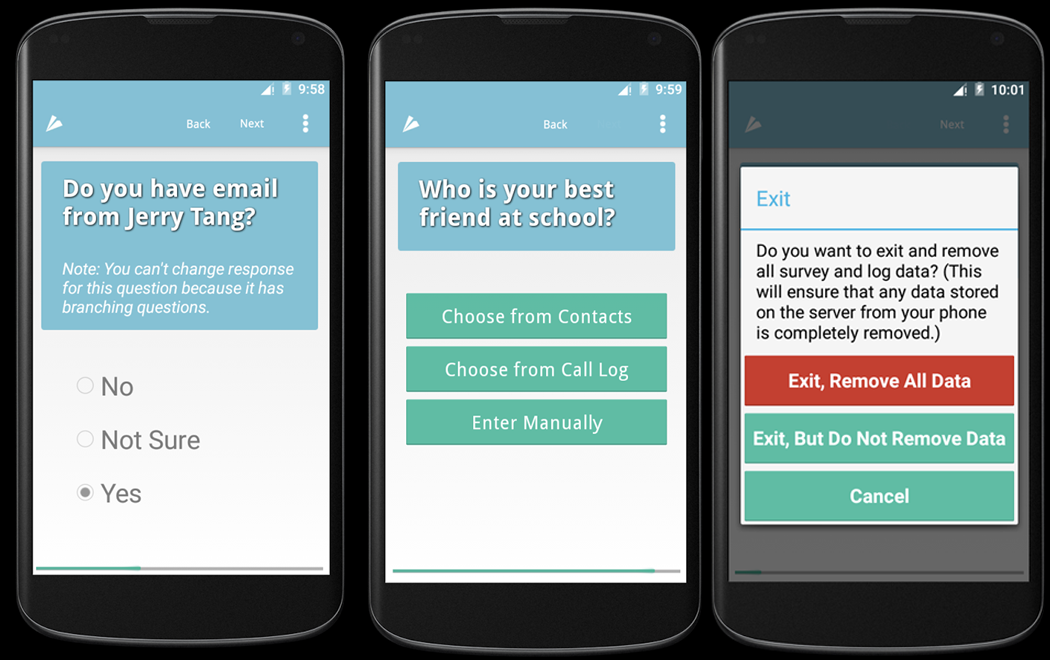 9:58
Back Next
Do you have email
from Jerry Tang?
Note: You can't change response
for this question because it has
branching questions.
No
Not Sure
Yes
9:59
Back
Who is your best
friend at school?
Choose from Contacts
Choose from Call Log
Enter Manually
10:01
Next
Exit
Do you want to exit and remove
all survey and log data? (This
will ensure that any data stored
on the server from your phone
is completely removed.)
Exit, Remove All Data
Exit, But Do Not Remove Data
Cancel